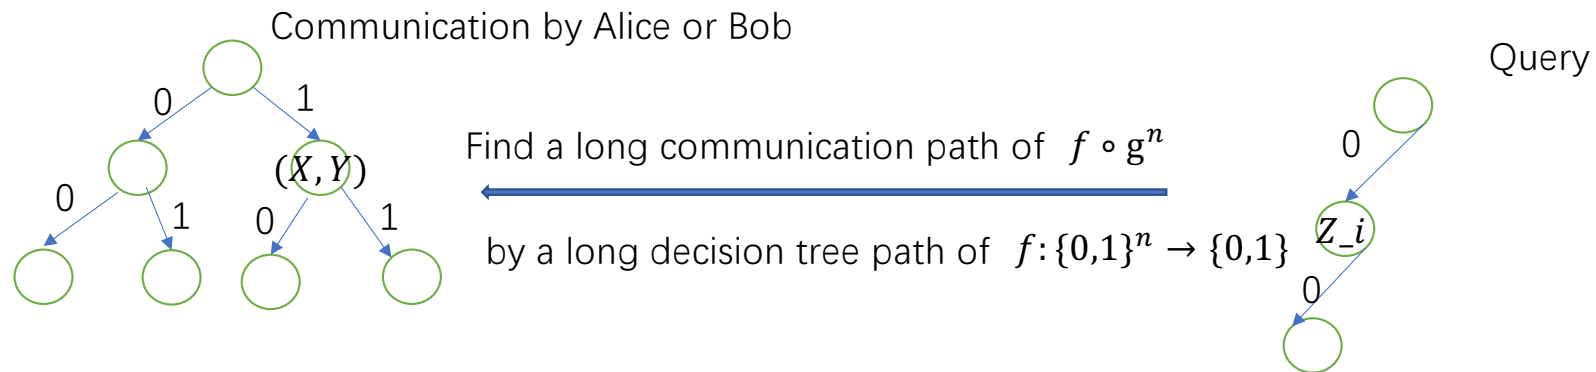 Communication by Alice or Bob
Query
0
1
(X, Y)
0
1
0
1
Find a long communication path of f ∘ gⁿ
by a long decision tree path of f: {0,1}ⁿ → {0,1}
0
Z_i
0